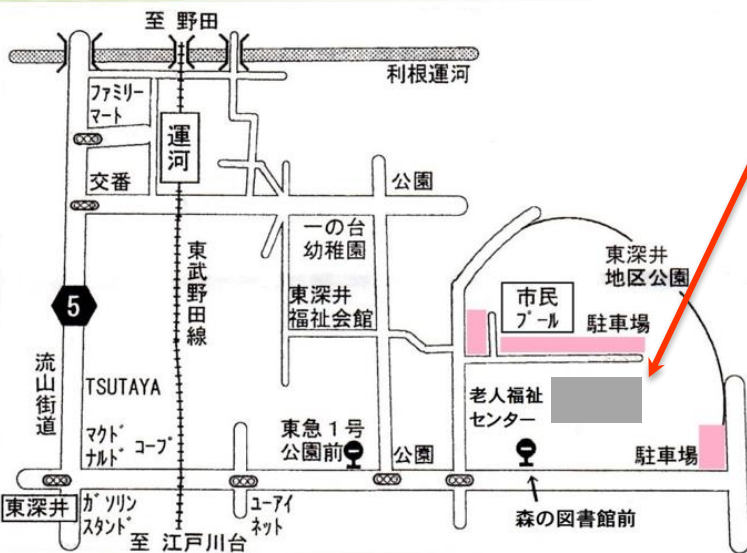 至 野田
利根運河
ファミリー
マート
運河
交番
公園
一の台
幼稚園
東武野田線
東深井
福祉会館
東深井
地区公園
市民
プール
駐車場
5
流山街道
TSUTAYA
マクド
ナルド
コープ
東急1号
公園前
公園
老人福祉
センター
駐車場
東深井
ガソリン
スタンド
ユーアイ
ネット
森の図書館前
至 江戸川台